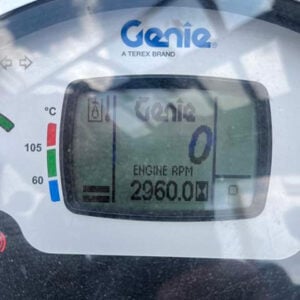 Genie
A TEREX BRAND
°C
Genie
0
105
ENGINE RPM
60
2960.0